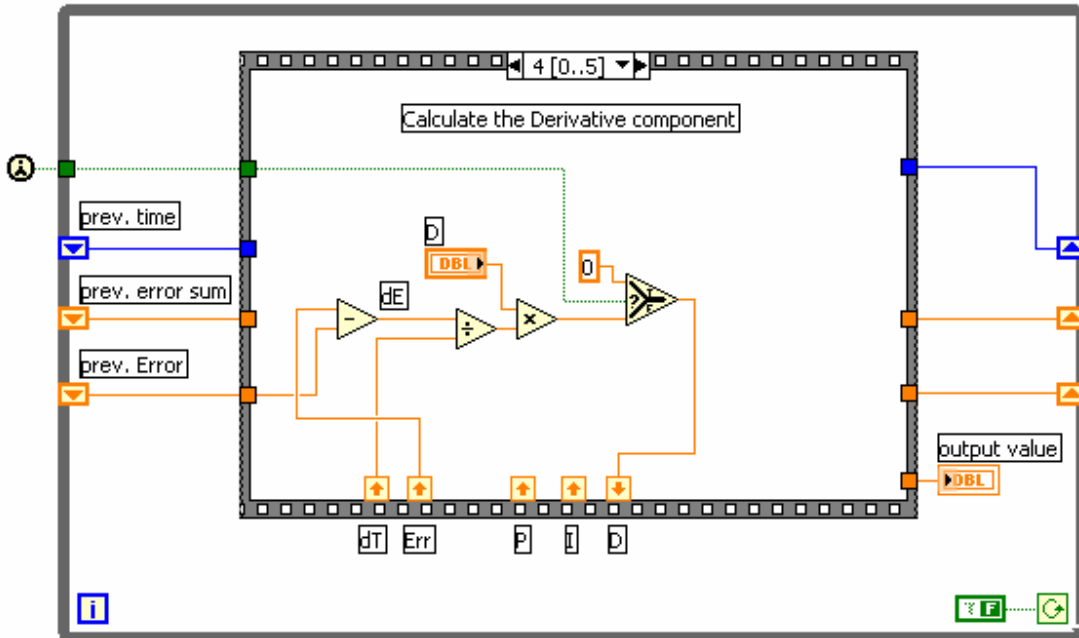 4 [0..5]
Calculate the Derivative component
prev. time
D
DBL
0
prev. error sum
dE
?
T
F
-
÷
×
prev. Error
output value
DBL
dT
Err
P
I
D
i
F